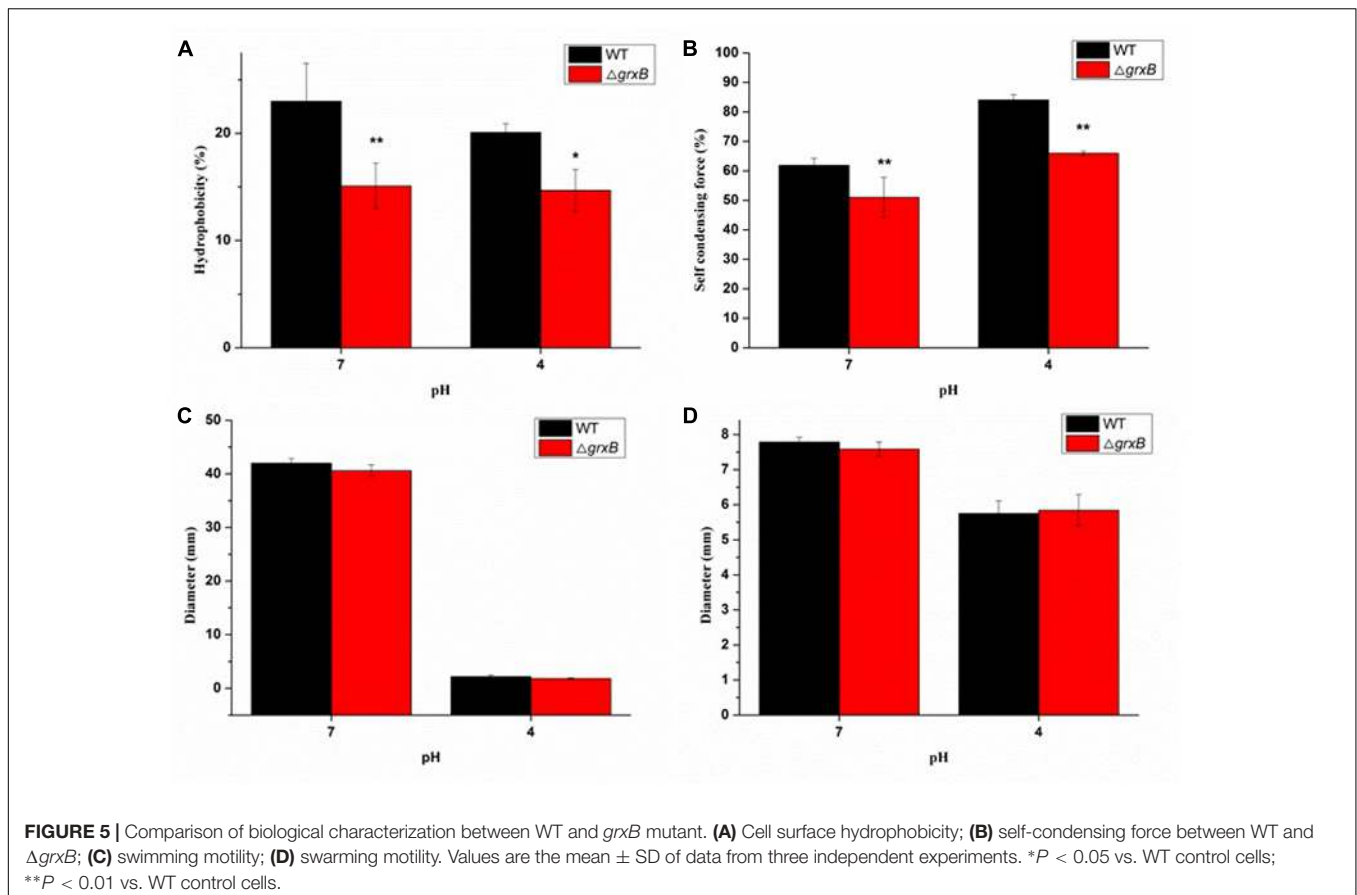 A
WT
△grxB
Hydrophobicity (%)
20
10
0
**
*
7
4
pH
B
WT
△grxB
Self condensing force (%)
100
90
80
70
60
50
40
30
20
10
0
**
**
7
4
pH
C
WT
△grxB
Diameter (mm)
50
40
30
20
10
0
7
4
pH
D
WT
△grxB
Diameter (mm)
8
7
6
5
4
3
2
1
0
7
4
pH
FIGURE 5 | Comparison of biological characterization between WT and grxB mutant. (A) Cell surface hydrophobicity; (B) self-condensing force between WT and
ΔgrxB; (C) swimming motility; (D) swarming motility. Values are the mean ± SD of data from three independent experiments. *P < 0.05 vs. WT control cells;
**P < 0.01 vs. WT control cells.